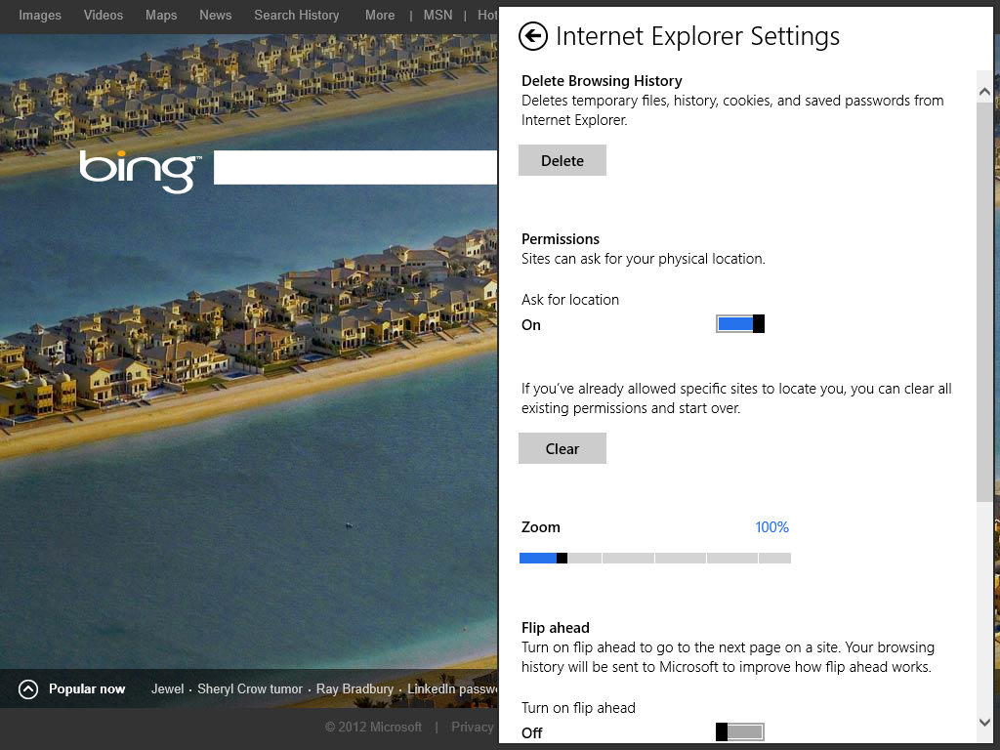 Images Videos Maps News Search History More | MSN | Hot
bing™
Popular now Jewel · Sheryl Crow tumor · Ray Bradbury · LinkedIn passwo
© 2012 Microsoft | Privacy
Internet Explorer Settings
Delete Browsing History
Deletes temporary files, history, cookies, and saved passwords from
Internet Explorer.
Delete
Permissions
Sites can ask for your physical location.
Ask for location
On
If you’ve already allowed specific sites to locate you, you can clear all
existing permissions and start over.
Clear
Zoom 100%
Flip ahead
Turn on flip ahead to go to the next page on a site. Your browsing
history will be sent to Microsoft to improve how flip ahead works.
Turn on flip ahead
Off